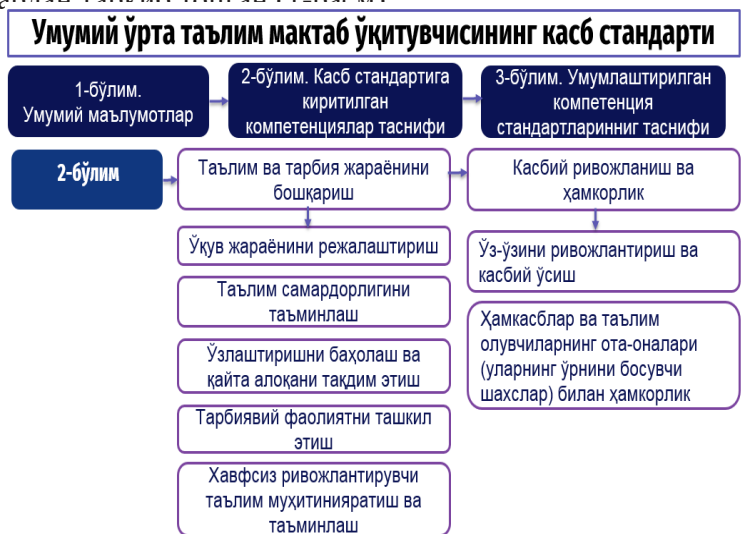 Умумий ўрта таълим мактаб ўқитувчисининг касб стандарти
1-бўлим.
Умумий маълумотлар
2-бўлим. Касб стандартига
киритилган
компетенциялар таснифи
3-бўлим. Умумлаштирилган
компетенция
стандартларинниг таснифи
2-бўлим
Таълим ва тарбия жараёнини
бошқариш
Ўқув жараёнини режалаштириш
Таълим самардорлигини
таъминлаш
Ўзлаштиришни баҳолаш ва
қайта алоқани тақдим этиш
Тарбиявий фаолиятни ташкил
этиш
Хавфсиз ривожлантирувчи
таълим муҳитинияратиш ва
таъминлаш
Касбий ривожланиш ва
ҳамкорлик
Ўз-ўзини ривожлантириш ва
касбий ўсиш
Ҳамкасблар ва таълим
олувчиларнинг ота-оналари
(уларнинг ўрнини босувчи
шахслар) билан ҳамкорлик